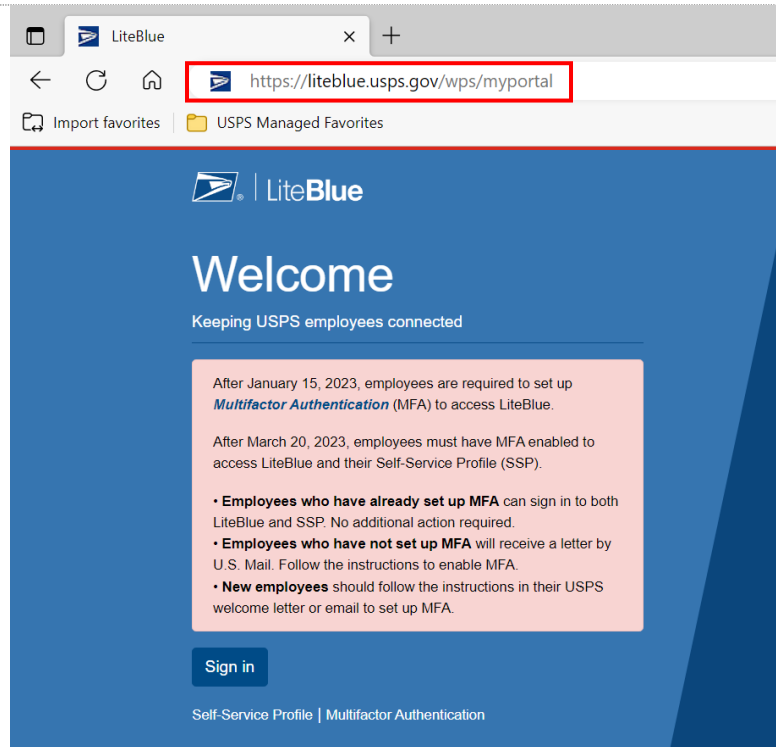 LiteBlue
https://liteblue.usps.gov/wps/myportal
Import favorites
USPS Managed Favorites
® LiteBlue
Welcome
Keeping USPS employees connected
After January 15, 2023, employees are required to set up
Multifactor Authentication (MFA) to access LiteBlue.
After March 20, 2023, employees must have MFA enabled to
access LiteBlue and their Self-Service Profile (SSP).
• Employees who have already set up MFA can sign in to both
LiteBlue and SSP. No additional action required.
• Employees who have not set up MFA will receive a letter by
U.S. Mail. Follow the instructions to enable MFA.
• New employees should follow the instructions in their USPS
welcome letter or email to set up MFA.
Sign in
Self-Service Profile | Multifactor Authentication